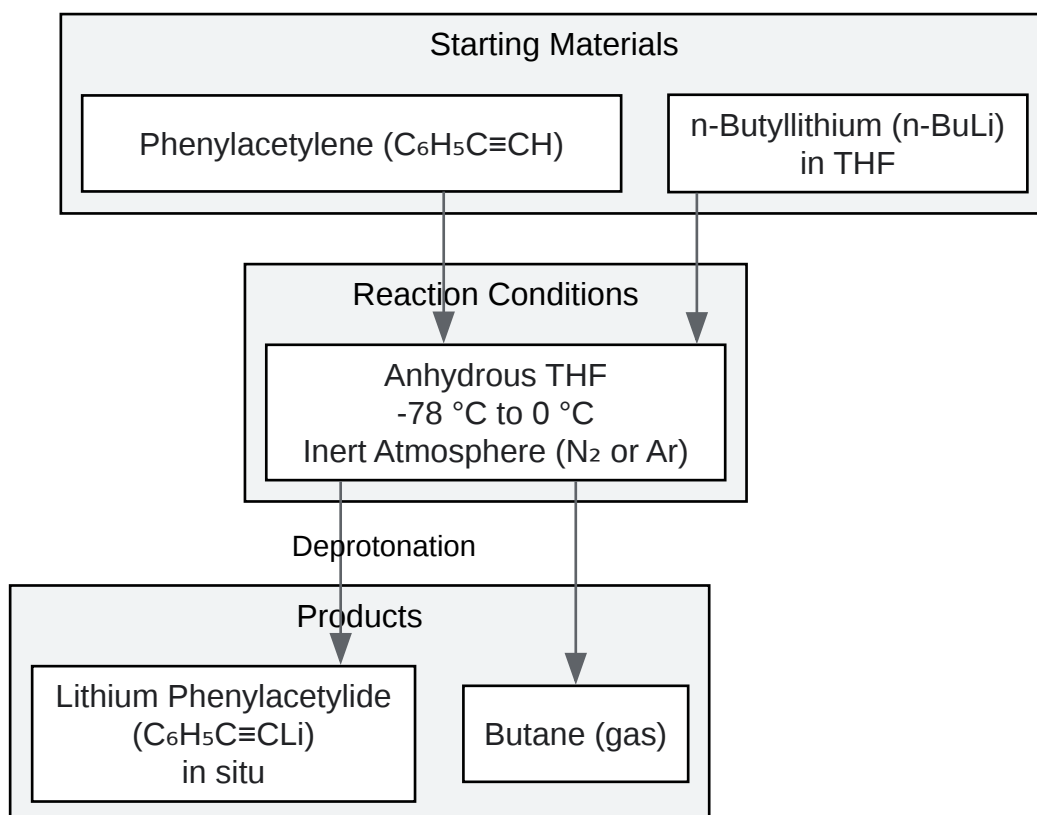 Starting Materials
Phenylacetylene (C₆H₅C≡CH)
n-Butyllithium (n-BuLi)
in THF
Reaction Conditions
Anhydrous THF
-78 °C to 0 °C
Inert Atmosphere (N₂ or Ar)
Deprotonation
Products
Lithium Phenylacetylide
(C₆H₅C≡CLi)
in situ
Butane (gas)